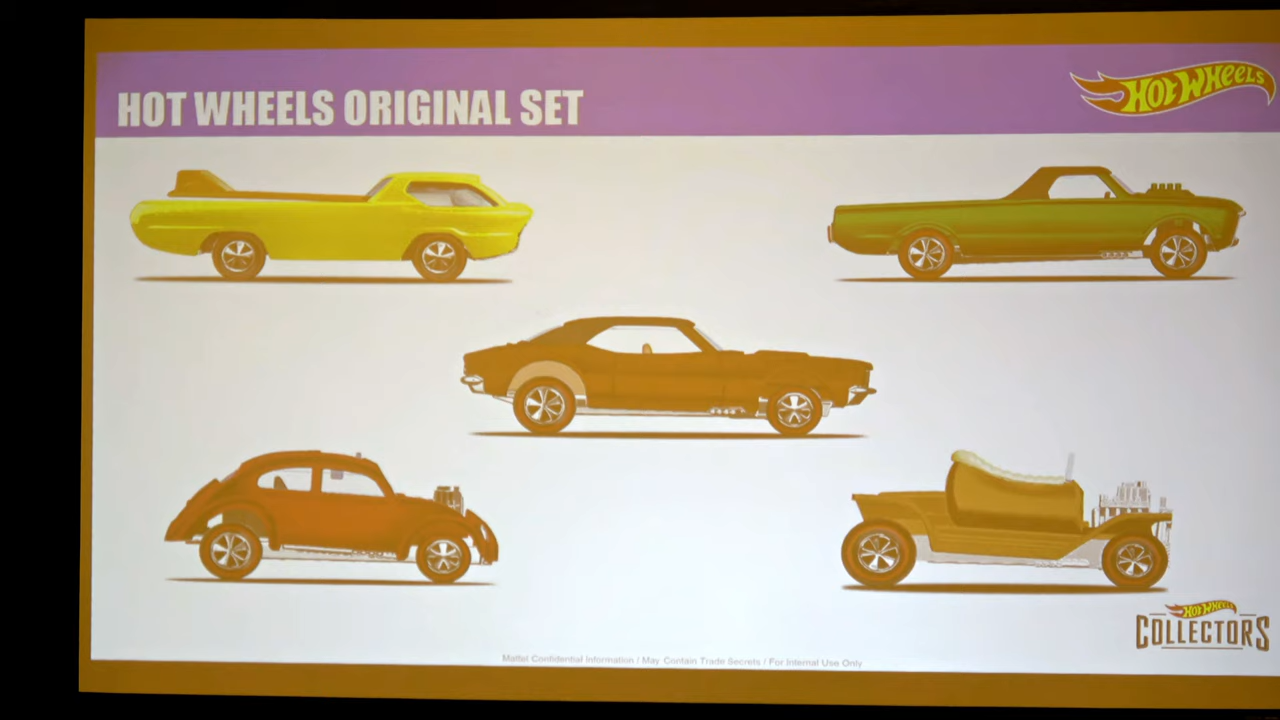 HOT WHEELS ORIGINAL SET
HOT WHEELS
HOT WHEELS
COLLECTORS
Mattel Confidential Information / May Contain Trade Secrets / For Internal Use Only